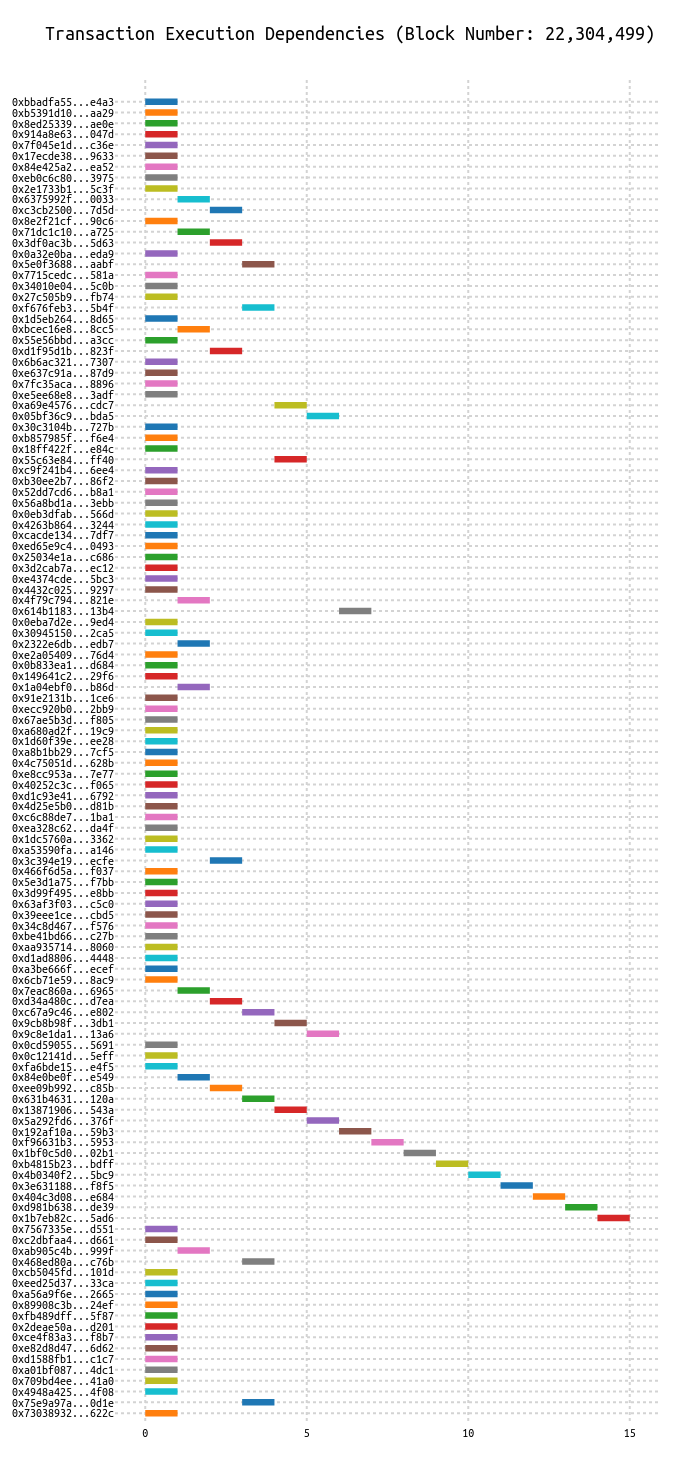 Transaction Execution Dependencies (Block Number: 22,304,499)
0xbbadfa55...e4a3
0xb5391d10...aa29
0x8ed25339...ae0e
0x914a8e63...047d
0x7f045e1d...c36e
0x17ecde38...9633
0x84e425a2...ea52
0xeb0c6c80...3975
0x2e1733b1...5c3f
0x6375992f...0033
0xc3cb2500...7d5d
0x8e2f21cf...90c6
0x71dc1c10...a725
0x3df0ac3b...5d63
0x0a32e0ba...eda9
0x5e0f3688...aabf
0x7715cedc...581a
0x34010e04...5c0b
0x27c505b9...fb74
0xf676feb3...5b4f
0x1d5eb264...8d65
0xbcec16e8...8cc5
0x55e56bbd...a3cc
0xd1f95d1b...823f
0x6b6ac321...7307
0xe637c91a...87d9
0x7fc35aca...8896
0xe5ee68e8...3adf
0xa69e4576...cdc7
0x05bf36c9...bda5
0x30c3104b...727b
0xb857985f...f6e4
0x18ff422f...e84c
0x55c63e84...ff40
0xc9f241b4...6ee4
0xb30ee2b7...86f2
0x52dd7cd6...b8a1
0x56a8bd1a...3ebb
0x0eb3dfab...566d
0x4263b864...3244
0xcacde134...7df7
0xed65e9c4...0493
0x25034e1a...c686
0x3d2cab7a...ec12
0xe4374cde...5bc3
0x4432c025...9297
0x4f79c794...821e
0x614b1183...13b4
0x0eba7d2e...9ed4
0x30945150...2ca5
0x2322e6db...edb7
0xe2a05409...76d4
0x0b833ea1...d684
0x149641c2...29f6
0x1a04ebf0...b86d
0x91e2131b...1ce6
0xecc920b0...2bb9
0x67ae5b3d...f805
0xa680ad2f...19c9
0x1d60f39e...ee28
0xa8b1bb29...7cf5
0x4c75051d...628b
0xe8cc953a...7e77
0x40252c3c...f065
0xd1c93e41...6792
0x4d25e5b0...d81b
0xc6c88de7...1ba1
0xea328c62...da4f
0x1dc5760a...3362
0xa53590fa...a146
0x3c394e19...ecfe
0x466f6d5a...f037
0x5e3d1a75...f7bb
0x3d99f495...e8bb
0x63af3f03...c5c0
0x39eee1ce...cbd5
0x34c8d467...f576
0xbe41bd66...c27b
0xaa935714...8060
0xd1ad8806...4448
0xa3be666f...ecef
0x6cb71e59...8ac9
0x7eac860a...6965
0xd34a480c...d7ea
0xc67a9c46...e802
0x9cb8b98f...3db1
0x9c8e1da1...13a6
0x0cd59055...5691
0x0c12141d...5eff
0xfa6bde15...e4f5
0x84e0be0f...e549
0xee09b992...c85b
0x631b4631...120a
0x13871906...543a
0x5a292fd6...376f
0x192af10a...59b3
0xf96631b3...5953
0x1bf0c5d0...02b1
0xb4815b23...bdff
0x4b0340f2...5bc9
0x3e631188...f8f5
0x404c3d08...e684
0xd981b638...de39
0x1b7eb82c...5ad6
0x7567335e...d551
0xc2dbfaa4...d661
0xab905c4b...999f
0x468ed80a...c76b
0xcb5045fd...101d
0xeed25d37...33ca
0xa56a9f6e...2665
0x89908c3b...24ef
0xfb489dff...5f87
0x2deae50a...d201
0xce4f83a3...f8b7
0xe82d8d47...6d62
0xd1588fb1...c1c7
0xa01bf087...4dc1
0x709bd4ee...41a0
0x4948a425...4f08
0x75e9a97a...0d1e
0x73038932...622c
0 5 10 15